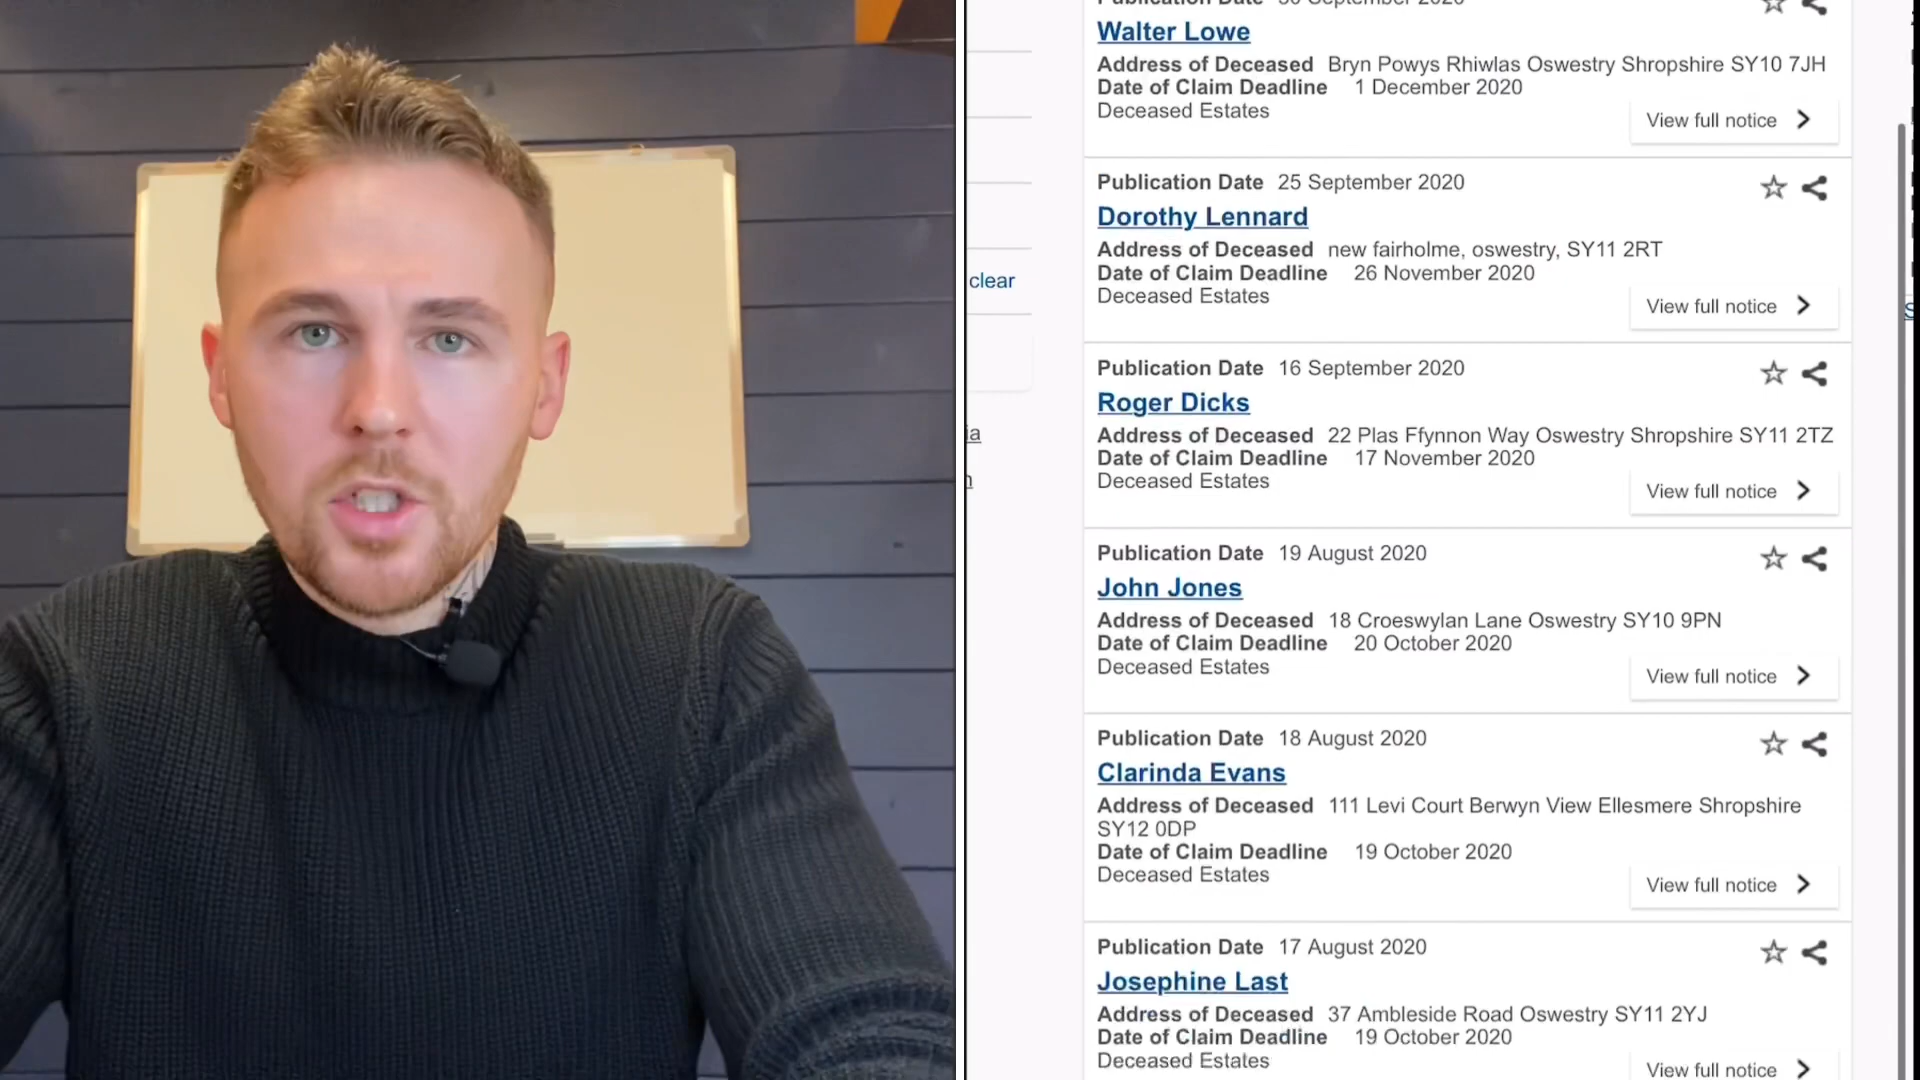 Publication Date 30 September 2020
Walter Lowe
Address of Deceased Bryn Powys Rhiwlas Oswestry Shropshire SY10 7JH
Date of Claim Deadline 1 December 2020
Deceased Estates
View full notice
Publication Date 25 September 2020
Dorothy Lennard
Address of Deceased new fairholme, oswestry, SY11 2RT
clear
Date of Claim Deadline 26 November 2020
Deceased Estates
View full notice
Publication Date 16 September 2020
Roger Dicks
Address of Deceased 22 Plas Ffynnon Way Oswestry Shropshire SY11 2TZ
ia
Date of Claim Deadline 17 November 2020
Deceased Estates
View full notice
Publication Date 19 August 2020
John Jones
Address of Deceased 18 Croeswylan Lane Oswestry SY10 9PN
Date of Claim Deadline 20 October 2020
Deceased Estates
View full notice
Publication Date 18 August 2020
Clarinda Evans
Address of Deceased 111 Levi Court Berwyn View Ellesmere Shropshire
SY12 0DP
Date of Claim Deadline 19 October 2020
Deceased Estates
View full notice
Publication Date 17 August 2020
Josephine Last
Address of Deceased 37 Ambleside Road Oswestry SY11 2YJ
Date of Claim Deadline 19 October 2020
Deceased Estates
View full notice